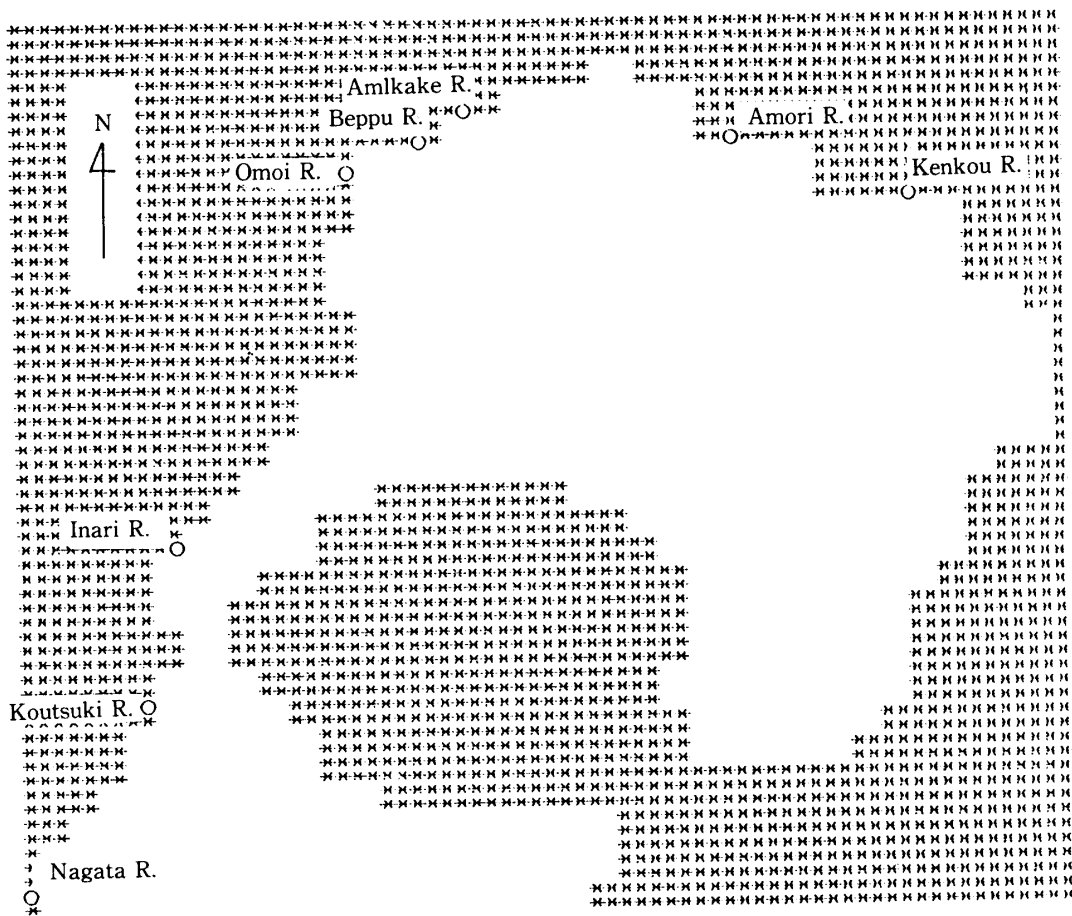 Amlkake R.
Beppu R.
Amori R.
N
Omoi R.
Kenkou R.
Inari R.
Koutsuki R.
Nagata R.